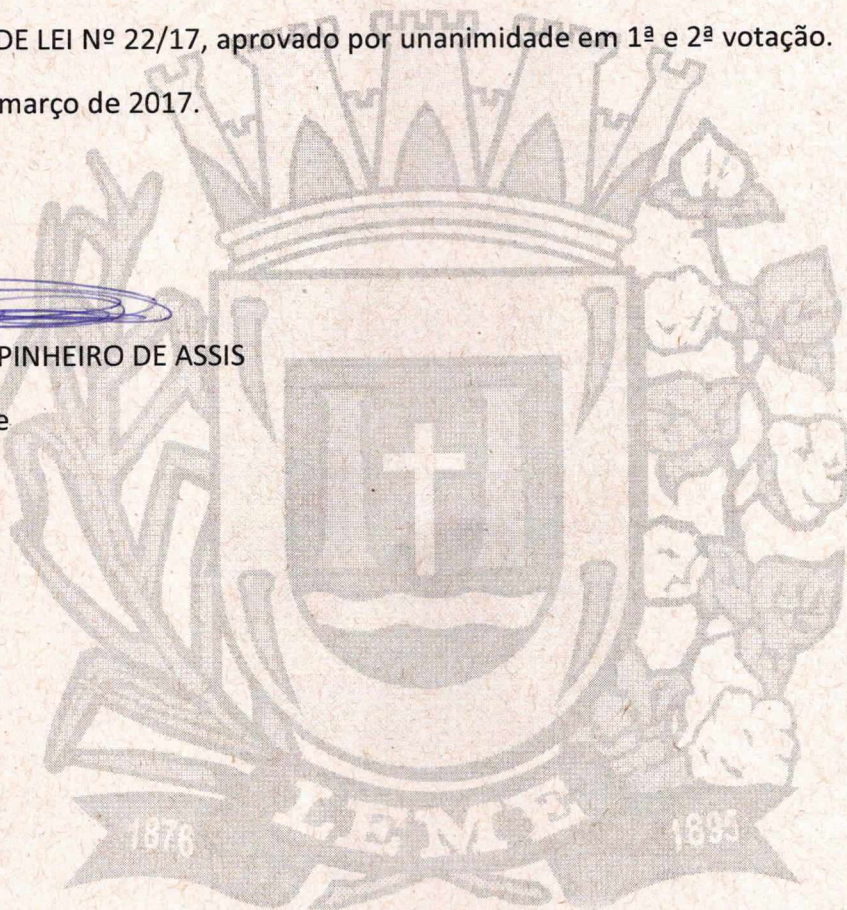 DE LEI Nº 22/17, aprovado por unanimidade em 1ª e 2ª votação.
março de 2017.
PINHEIRO DE ASSIS
e
1876 LEME 1895